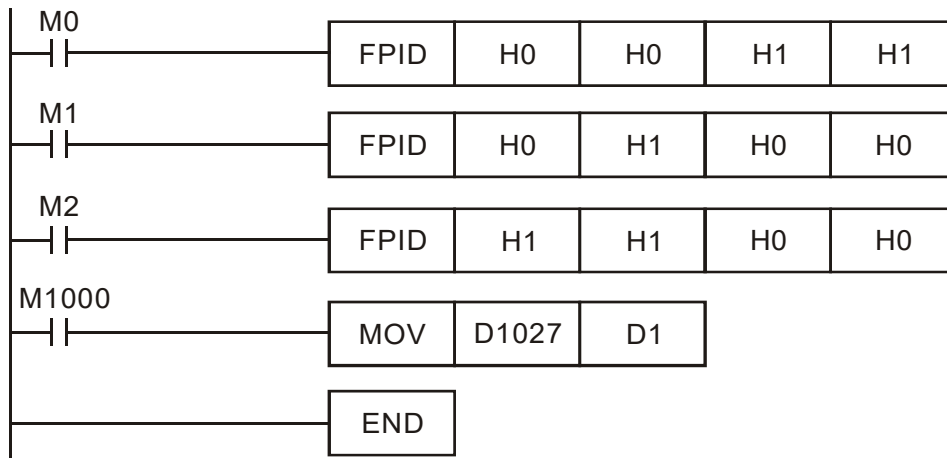 M0
FPID H0 H0 H1 H1
M1
FPID H0 H1 H0 H0
M2
FPID H1 H1 H0 H0
M1000
MOV D1027 D1
END